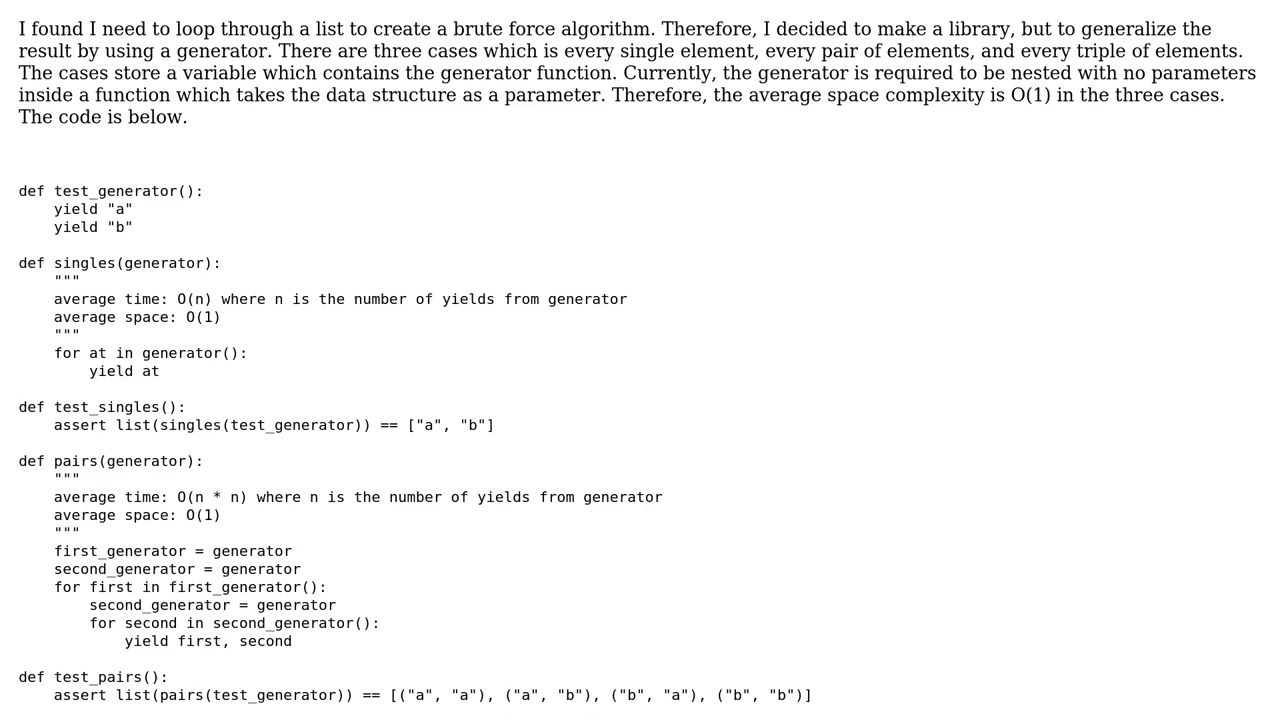 I found I need to loop through a list to create a brute force algorithm. Therefore, I decided to make a library, but to generalize the
result by using a generator. There are three cases which is every single element, every pair of elements, and every triple of elements.
The cases store a variable which contains the generator function. Currently, the generator is required to be nested with no parameters
inside a function which takes the data structure as a parameter. Therefore, the average space complexity is O(1) in the three cases.
The code is below.

def test_generator():
    yield "a"
    yield "b"

def singles(generator):
    """
    average time: O(n) where n is the number of yields from generator
    average space: O(1)
    """
    for at in generator():
        yield at

def test_singles():
    assert list(singles(test_generator)) == ["a", "b"]

def pairs(generator):
    """
    average time: O(n * n) where n is the number of yields from generator
    average space: O(1)
    """
    first_generator = generator
    second_generator = generator
    for first in first_generator():
        second_generator = generator
        for second in second_generator():
            yield first, second

def test_pairs():
    assert list(pairs(test_generator)) == [("a", "a"), ("a", "b"), ("b", "a"), ("b", "b")]